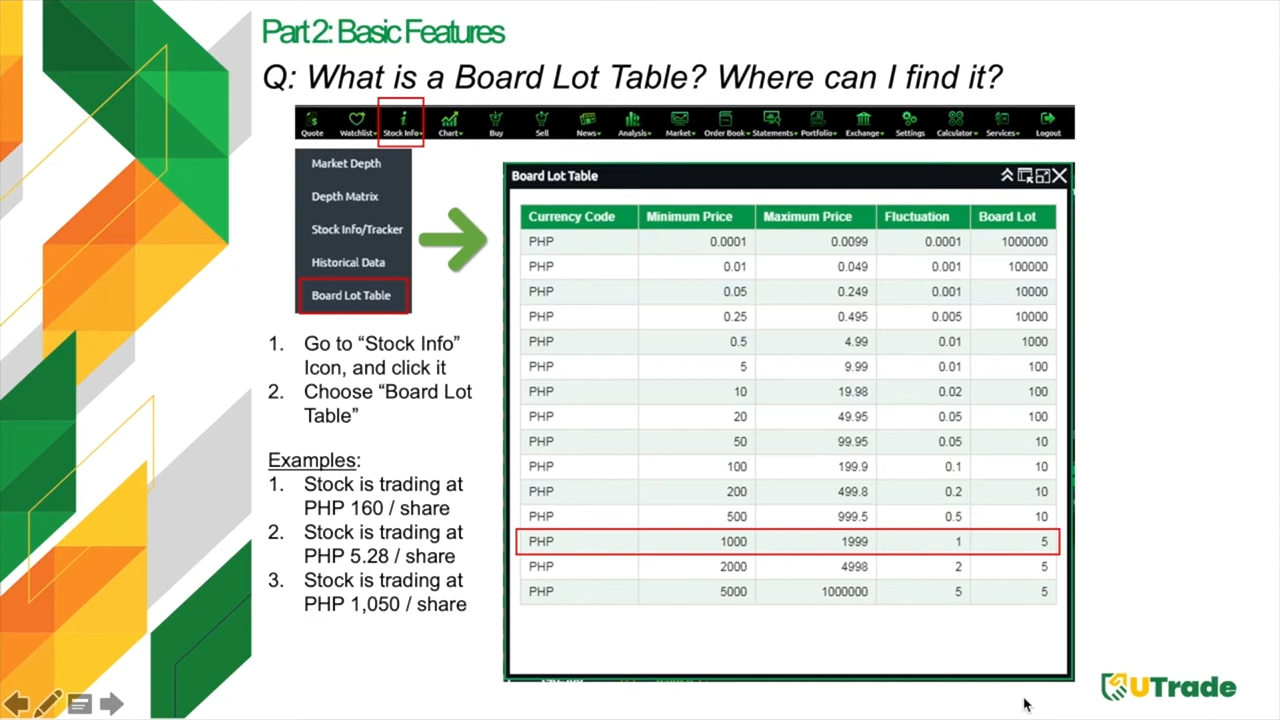 Part 2: Basic Features
Q: What is a Board Lot Table? Where can I find it?
Quote Watchlist Stock Info Chart Buy Sell News Analysis Market Order Book Statements Portfolio Exchange Settings Calculator Services Logout
Market Depth
Depth Matrix
Stock Info/Tracker
Historical Data
Board Lot Table
1. Go to “Stock Info”
Icon, and click it
2. Choose “Board Lot
Table”
Examples:
1. Stock is trading at
PHP 160 / share
2. Stock is trading at
PHP 5.28 / share
3. Stock is trading at
PHP 1,050 / share
Board Lot Table
Currency Code Minimum Price Maximum Price Fluctuation Board Lot
PHP 0.0001 0.0099 0.0001 1000000
PHP 0.01 0.049 0.001 100000
PHP 0.05 0.249 0.001 10000
PHP 0.25 0.495 0.005 10000
PHP 0.5 4.99 0.01 1000
PHP 5 9.99 0.01 100
PHP 10 19.98 0.02 100
PHP 20 49.95 0.05 100
PHP 50 99.95 0.05 10
PHP 100 199.9 0.1 10
PHP 200 499.8 0.2 10
PHP 500 999.5 0.5 10
PHP 1000 1999 1 5
PHP 2000 4998 2 5
PHP 5000 1000000 5 5
UTrade